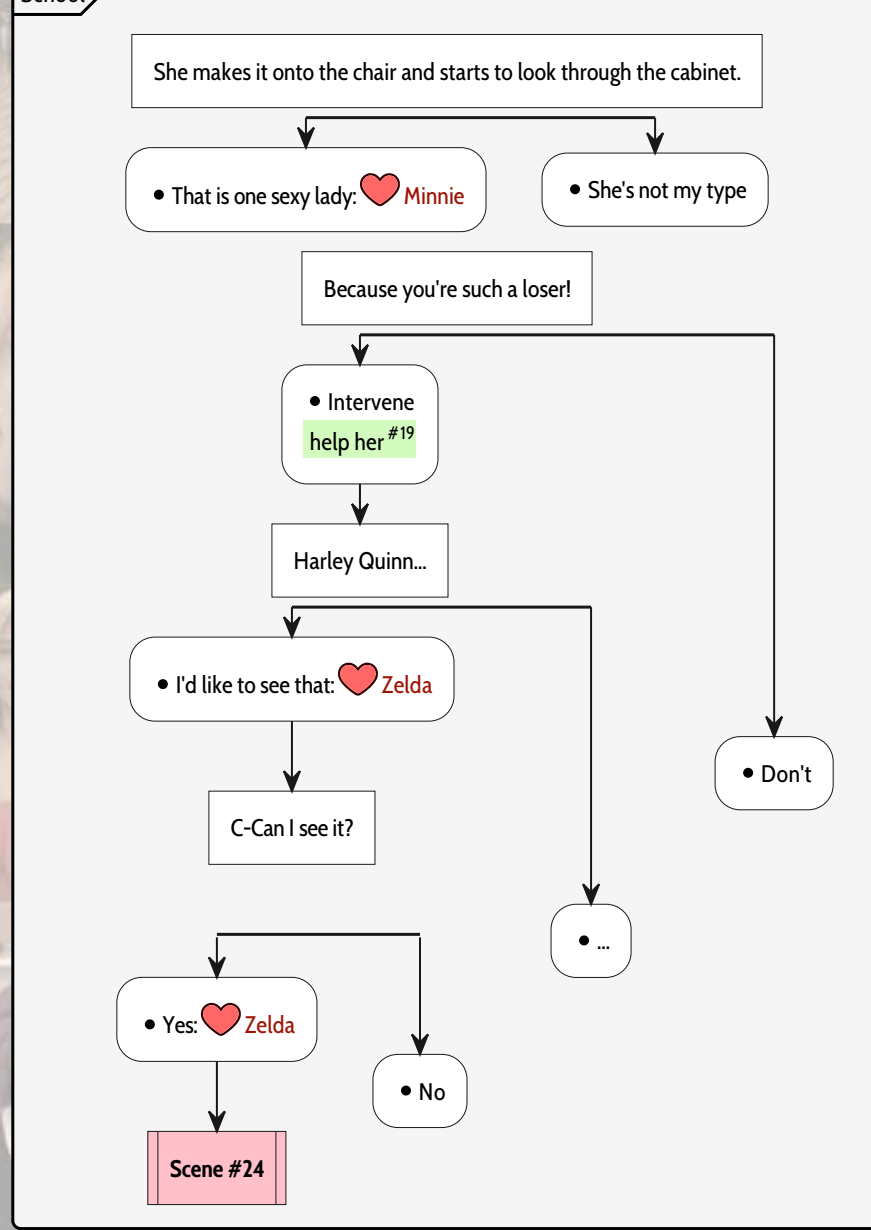 School
She makes it onto the chair and starts to look through the cabinet.
• That is one sexy lady: Minnie
• She's not my type
Because you're such a loser!
• Intervene
help her #19
Harley Quinn...
• I'd like to see that: Zelda
• Don't
C-Can I see it?
• ...
• Yes: Zelda
• No
Scene #24